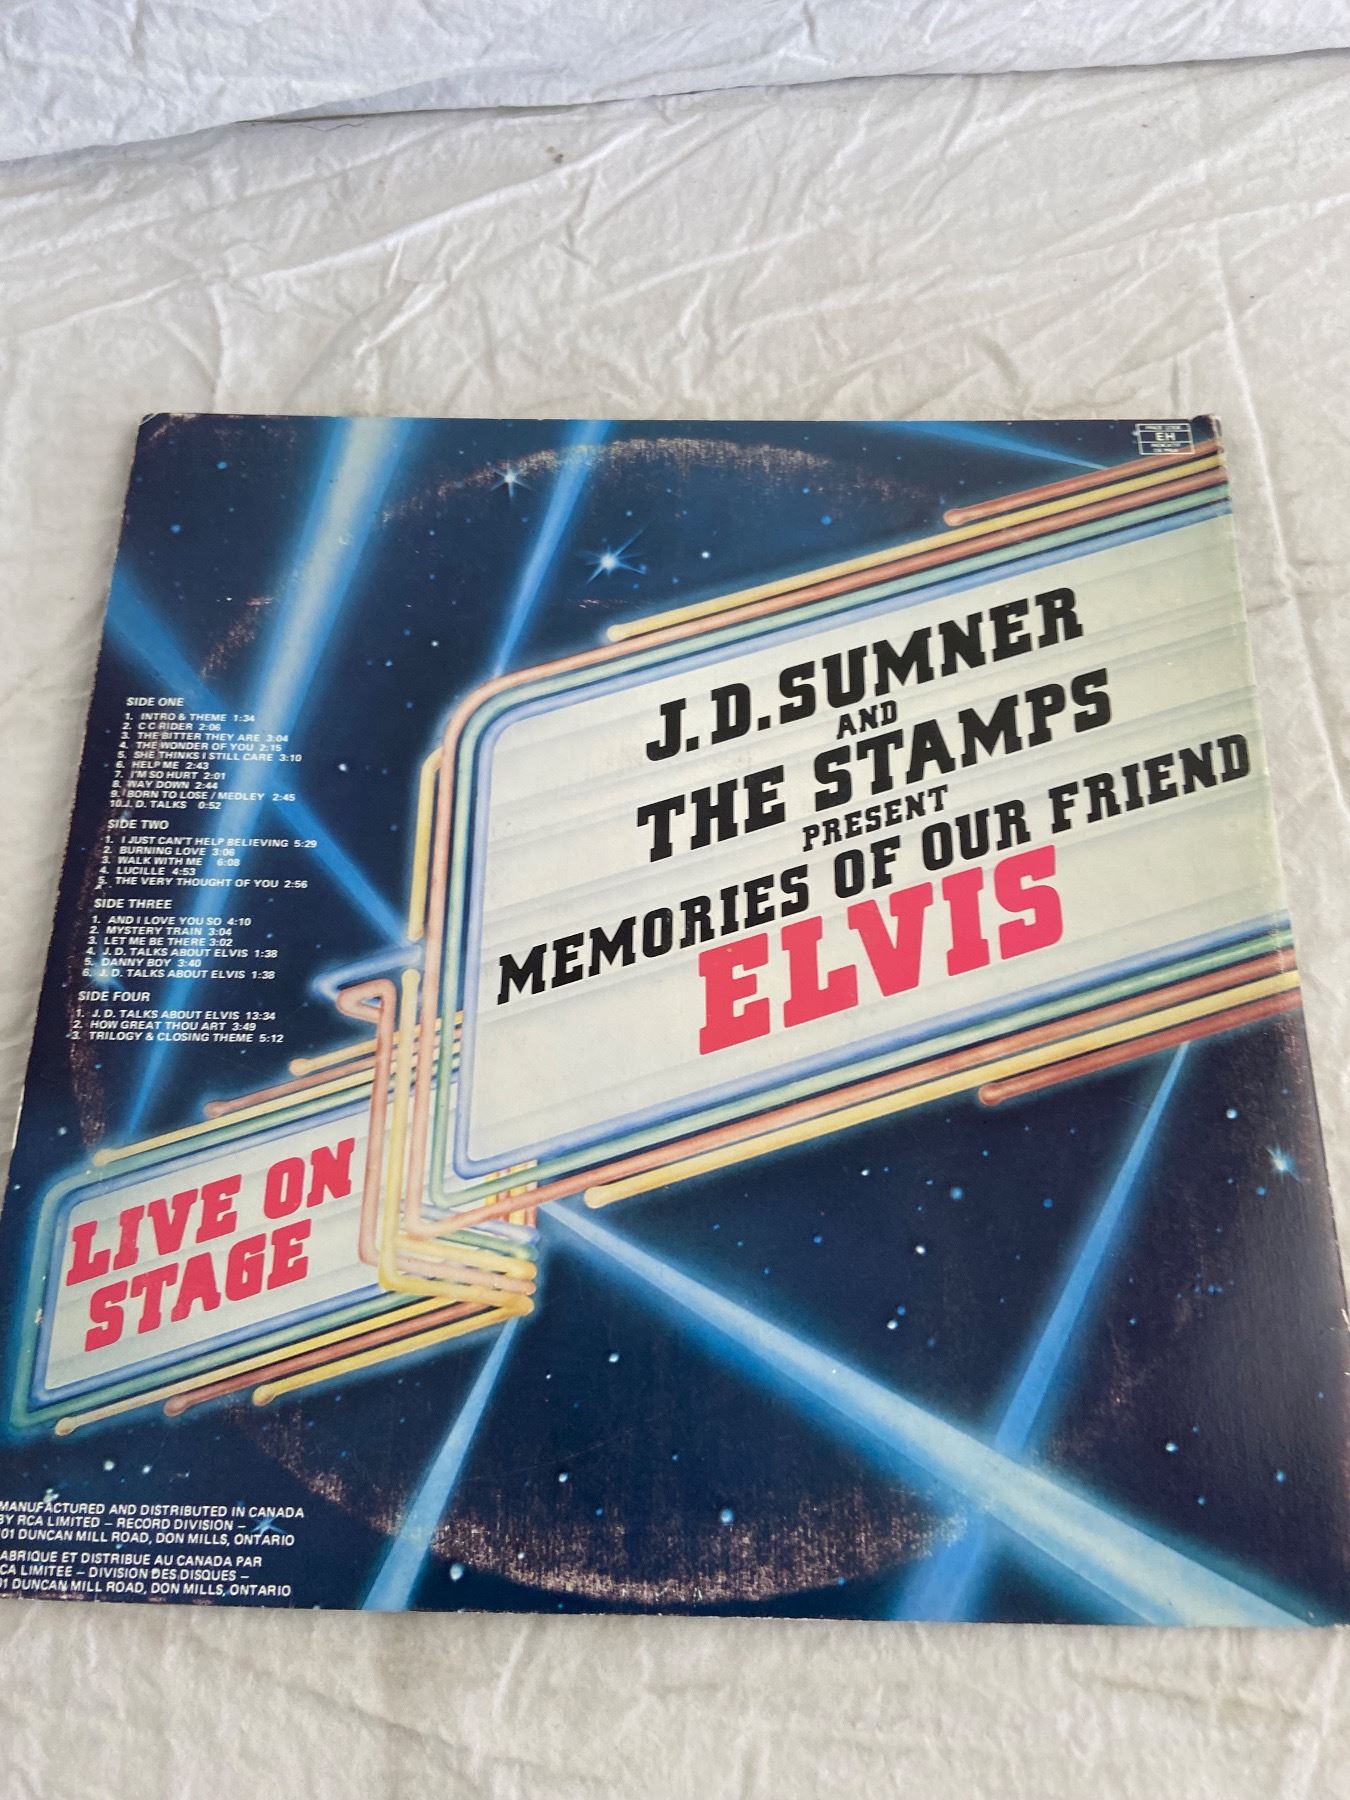 EH
J.D. SUMNER
AND
THE STAMPS
PRESENT
MEMORIES OF OUR FRIEND
ELVIS
SIDE ONE
1. INTRO & THEME 1:34
2. C C RIDER 2:06
3. THE BITTER THEY ARE 3:04
4. THE WONDER OF YOU 2:15
5. SHE THINKS I STILL CARE 3:10
6. HELP ME 2:43
7. I'M SO HURT 2:01
8. WAY DOWN 2:44
9. BORN TO LOSE / MEDLEY 2:45
10. J. D. TALKS 0:52
SIDE TWO
1. I JUST CAN'T HELP BELIEVING 5:29
2. BURNING LOVE 3:06
3. WALK WITH ME 6:08
4. LUCILLE 4:53
5. THE VERY THOUGHT OF YOU 2:56
SIDE THREE
1. AND I LOVE YOU SO 4:10
2. MYSTERY TRAIN 3:04
3. LET ME BE THERE 3:02
4. J.D. TALKS ABOUT ELVIS 1:38
5. DANNY BOY 3:40
6. J. D. TALKS ABOUT ELVIS 1:38
SIDE FOUR
1. J. D. TALKS ABOUT ELVIS 13:34
2. HOW GREAT THOU ART 3:49
3. TRILOGY & CLOSING THEME 5:12
LIVE ON
STAGE
MANUFACTURED AND DISTRIBUTED IN CANADA
BY RCA LIMITED – RECORD DIVISION –
01 DUNCAN MILL ROAD, DON MILLS, ONTARIO
ABRIQUE ET DISTRIBUE AU CANADA PAR
CA LIMITEE – DIVISION DES DISQUES –
01 DUNCAN MILL ROAD, DON MILLS, ONTARIO